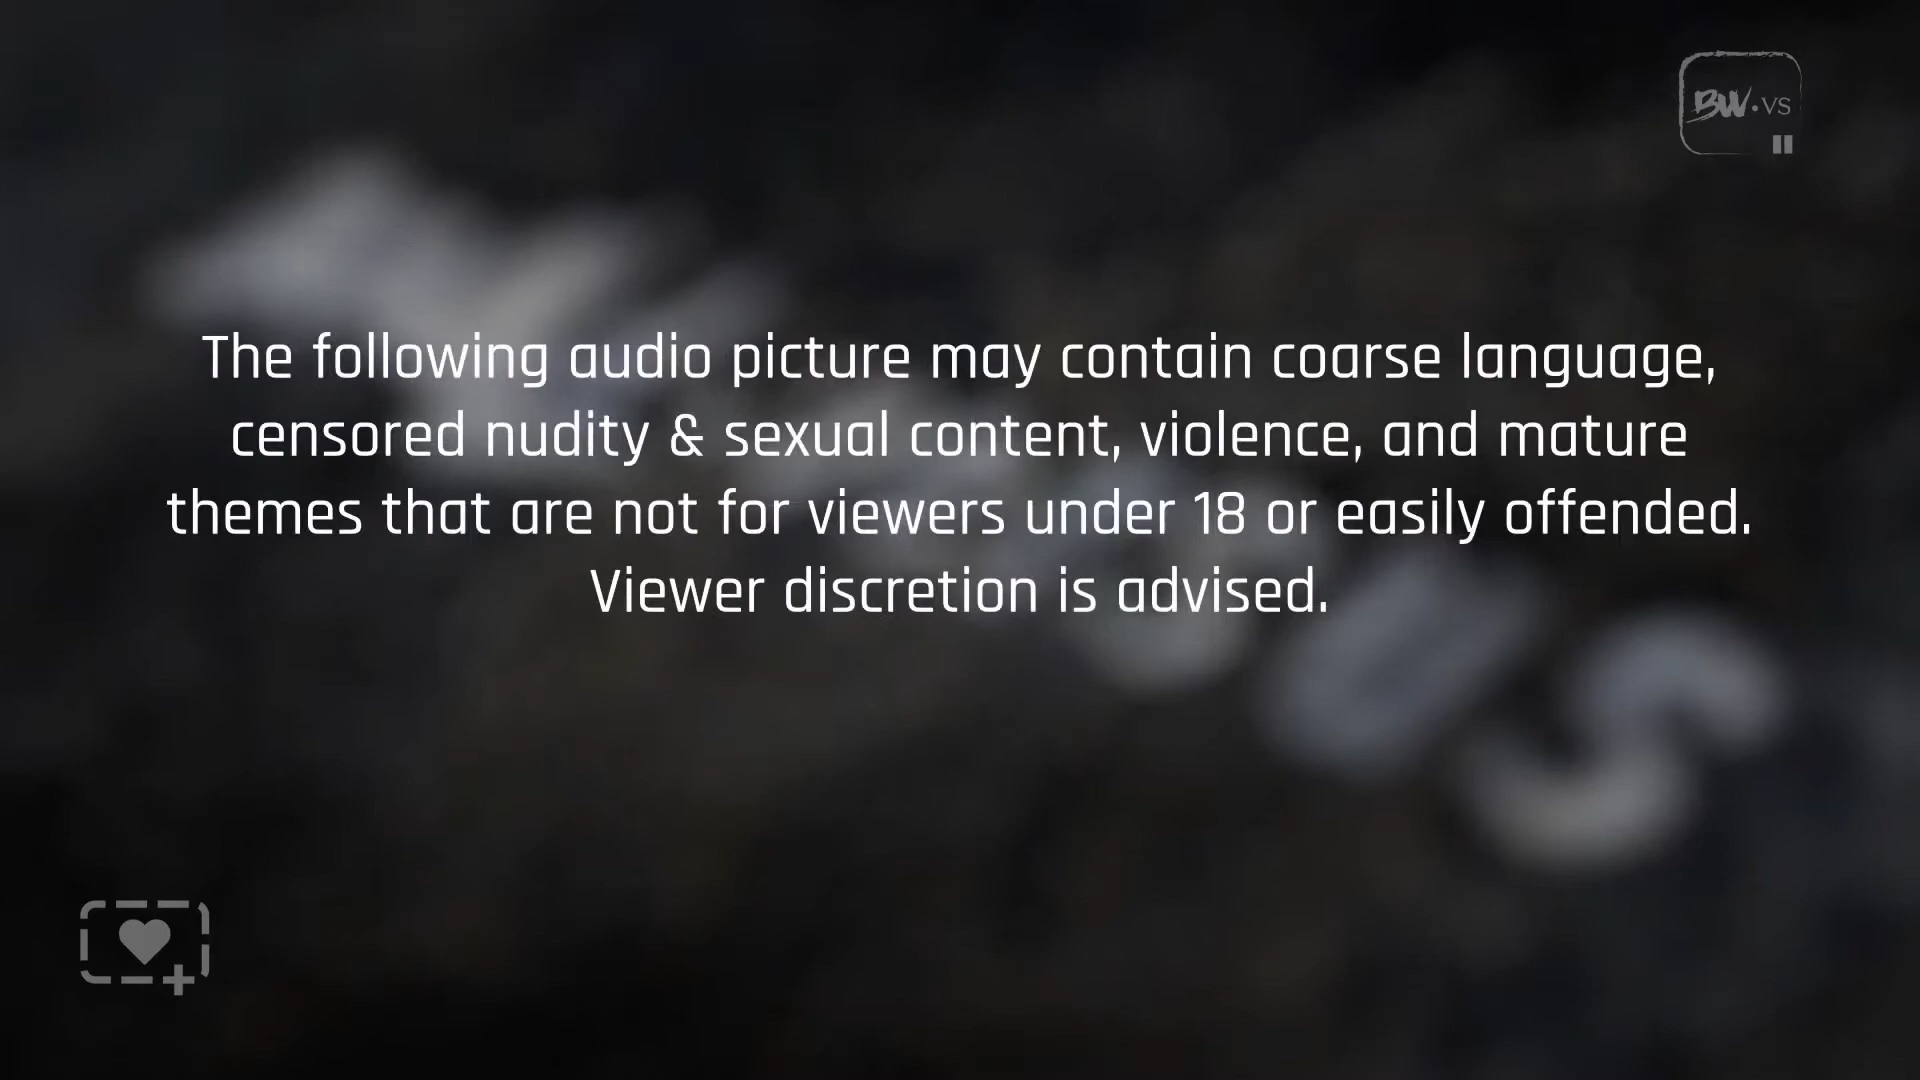 BW.VS
The following audio picture may contain coarse language,
censored nudity & sexual content, violence, and mature
themes that are not for viewers under 18 or easily offended.
Viewer discretion is advised.